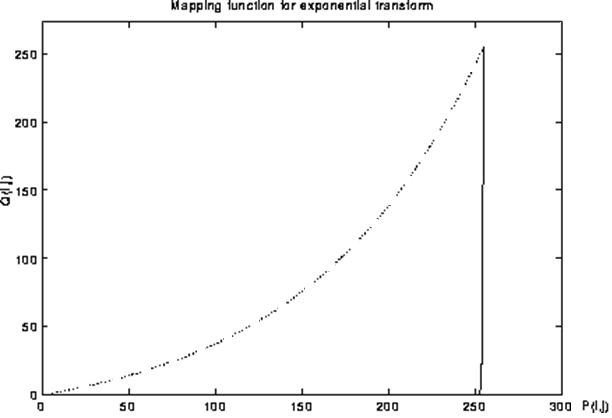 Mapping function for exponential transform
250
200
150
Q(i,j)
100
50
0
0 50 100 150 200 250 300 P(i,j)